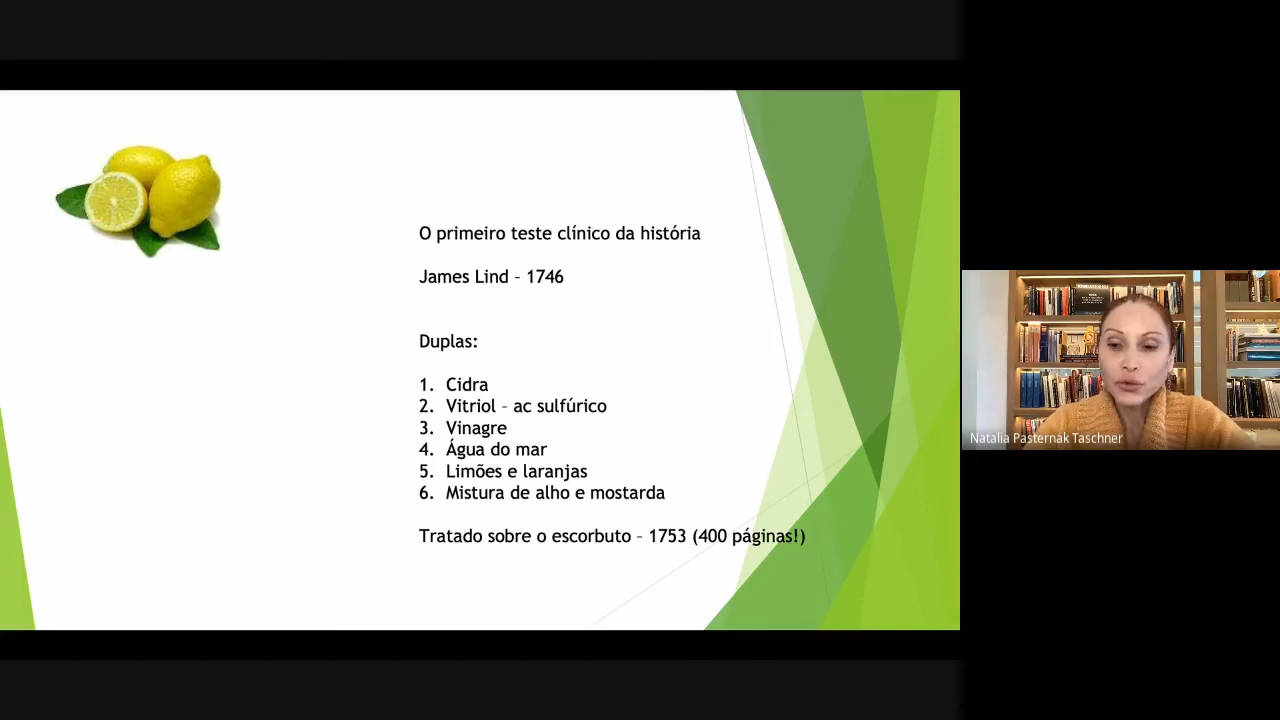 O primeiro teste clínico da história
James Lind – 1746
Duplas:
1. Cidra
2. Vitriol – ac sulfúrico
3. Vinagre
4. Água do mar
5. Limões e laranjas
6. Mistura de alho e mostarda
Tratado sobre o escorbuto – 1753 (400 páginas!)
Natalia Pasternak Taschner